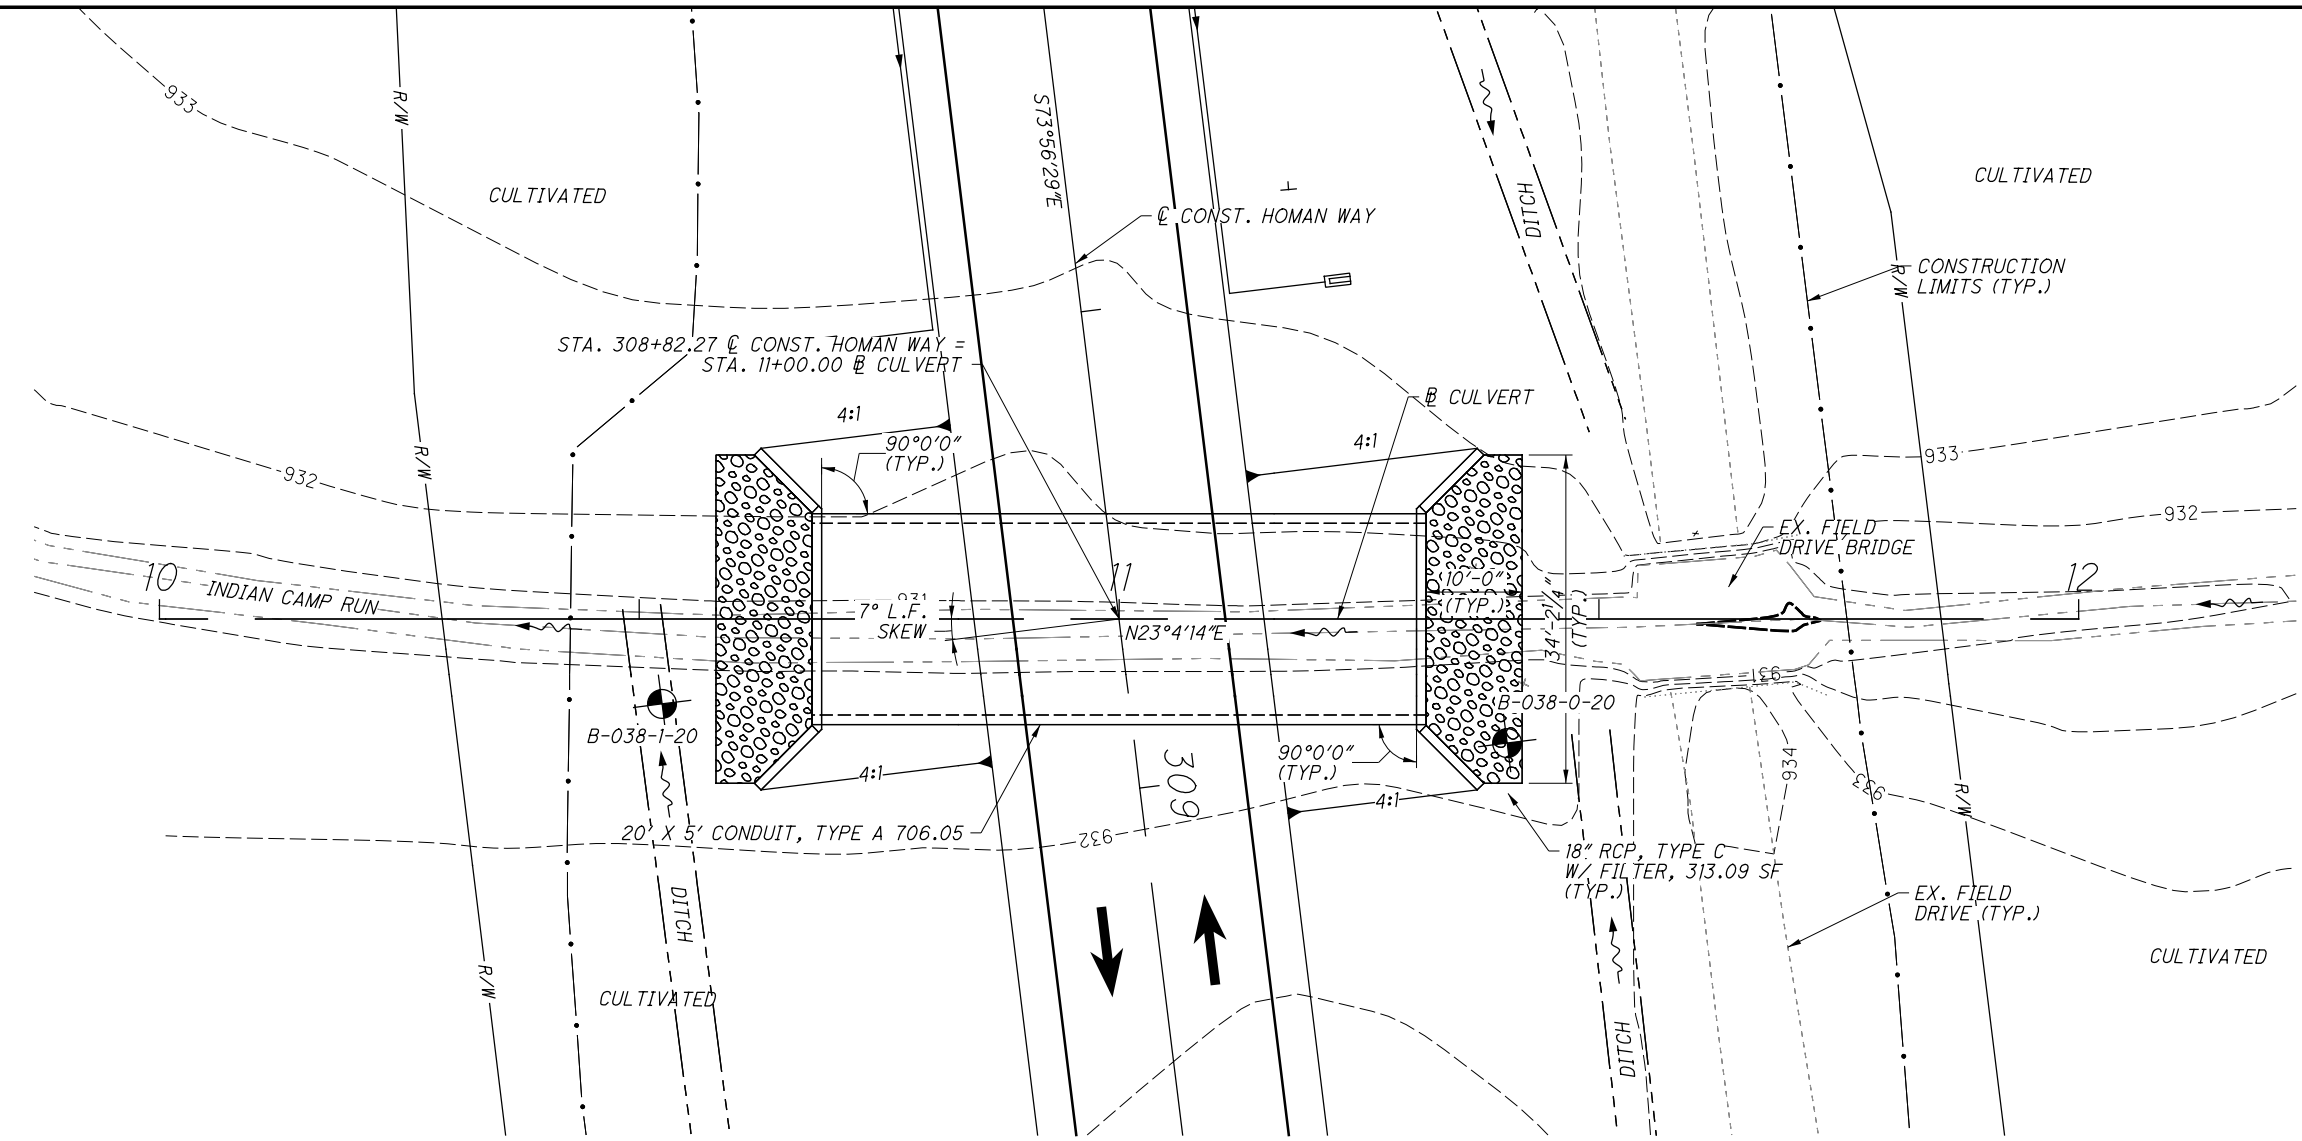 933
R/W
S73°56'29"E
CULTIVATED
CULTIVATED
DITCH
℄ CONST. HOMAN WAY
CONSTRUCTION
LIMITS (TYP.)
R/W
STA. 308+82.27 ℄ CONST. HOMAN WAY =
STA. 11+00.00 B̸L CULVERT
B̸L CULVERT
4:1
90°0'0"
(TYP.)
4:1
R/W
932
933
932
EX. FIELD
DRIVE BRIDGE
10
INDIAN CAMP RUN
931
11
10'-0"
(TYP.)
34'-2¼"
(TYP.)
12
7° L.F.
SKEW
N23°4'14"E
931
B-038-1-20
B-038-0-20
4:1
90°0'0"
(TYP.)
309
4:1
934
933
R/W
20' X 5' CONDUIT, TYPE A 706.05
932
18" RCP, TYPE C
W/ FILTER, 313.09 SF
(TYP.)
DITCH
EX. FIELD
DRIVE (TYP.)
R/W
CULTIVATED
CULTIVATED
DITCH